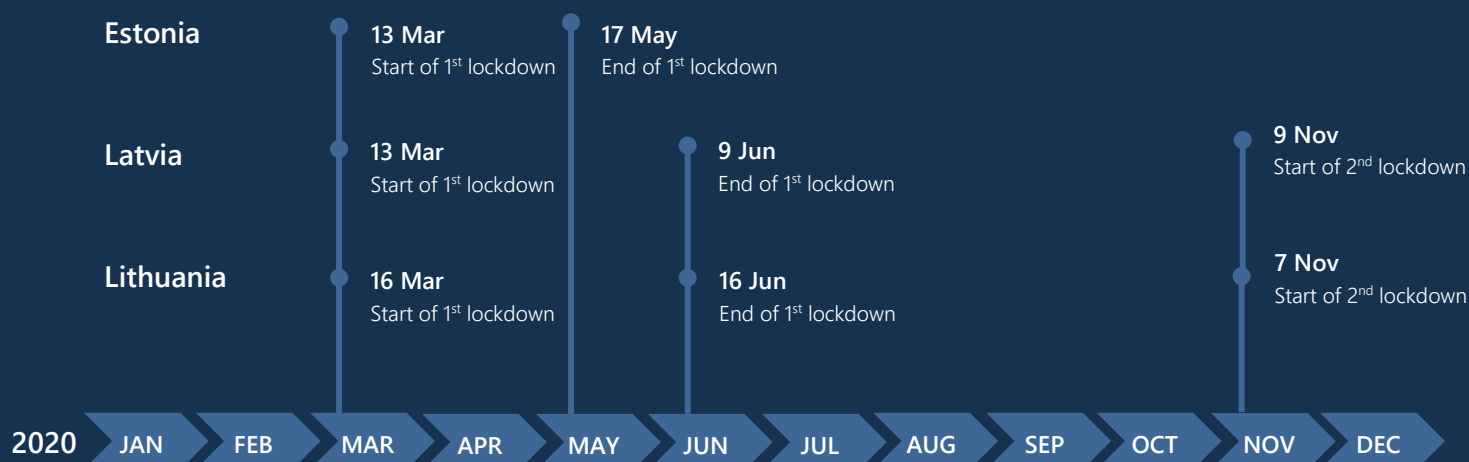 Estonia
13 Mar
Start of 1st lockdown
17 May
End of 1st lockdown
Latvia
13 Mar
Start of 1st lockdown
9 Jun
End of 1st lockdown
9 Nov
Start of 2nd lockdown
Lithuania
16 Mar
Start of 1st lockdown
16 Jun
End of 1st lockdown
7 Nov
Start of 2nd lockdown
2020 JAN FEB MAR APR MAY JUN JUL AUG SEP OCT NOV DEC